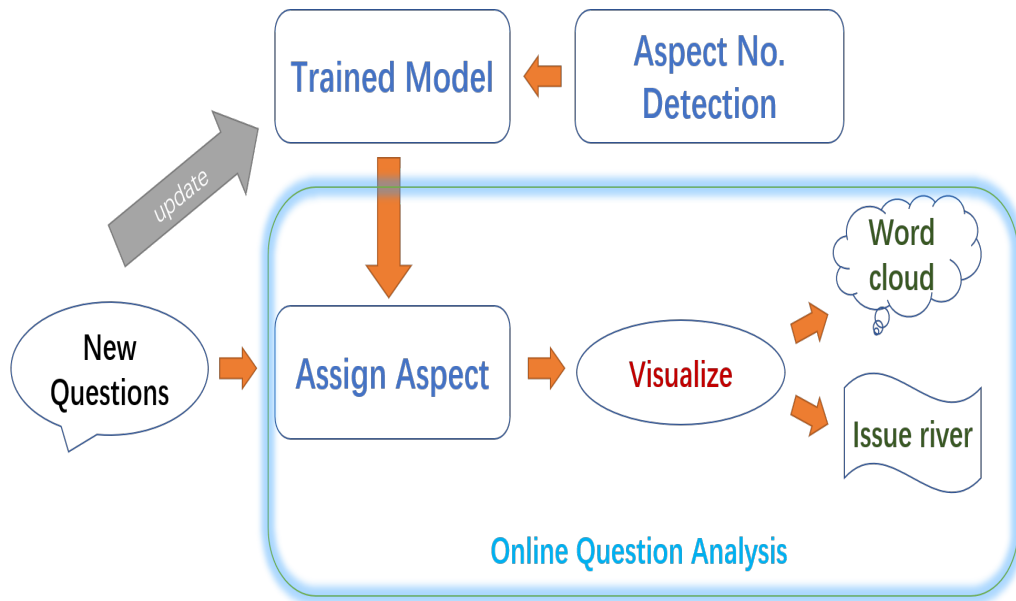 Trained Model
Aspect No.
Detection
update
New
Questions
Assign Aspect
Visualize
Word
cloud
Issue river
Online Question Analysis